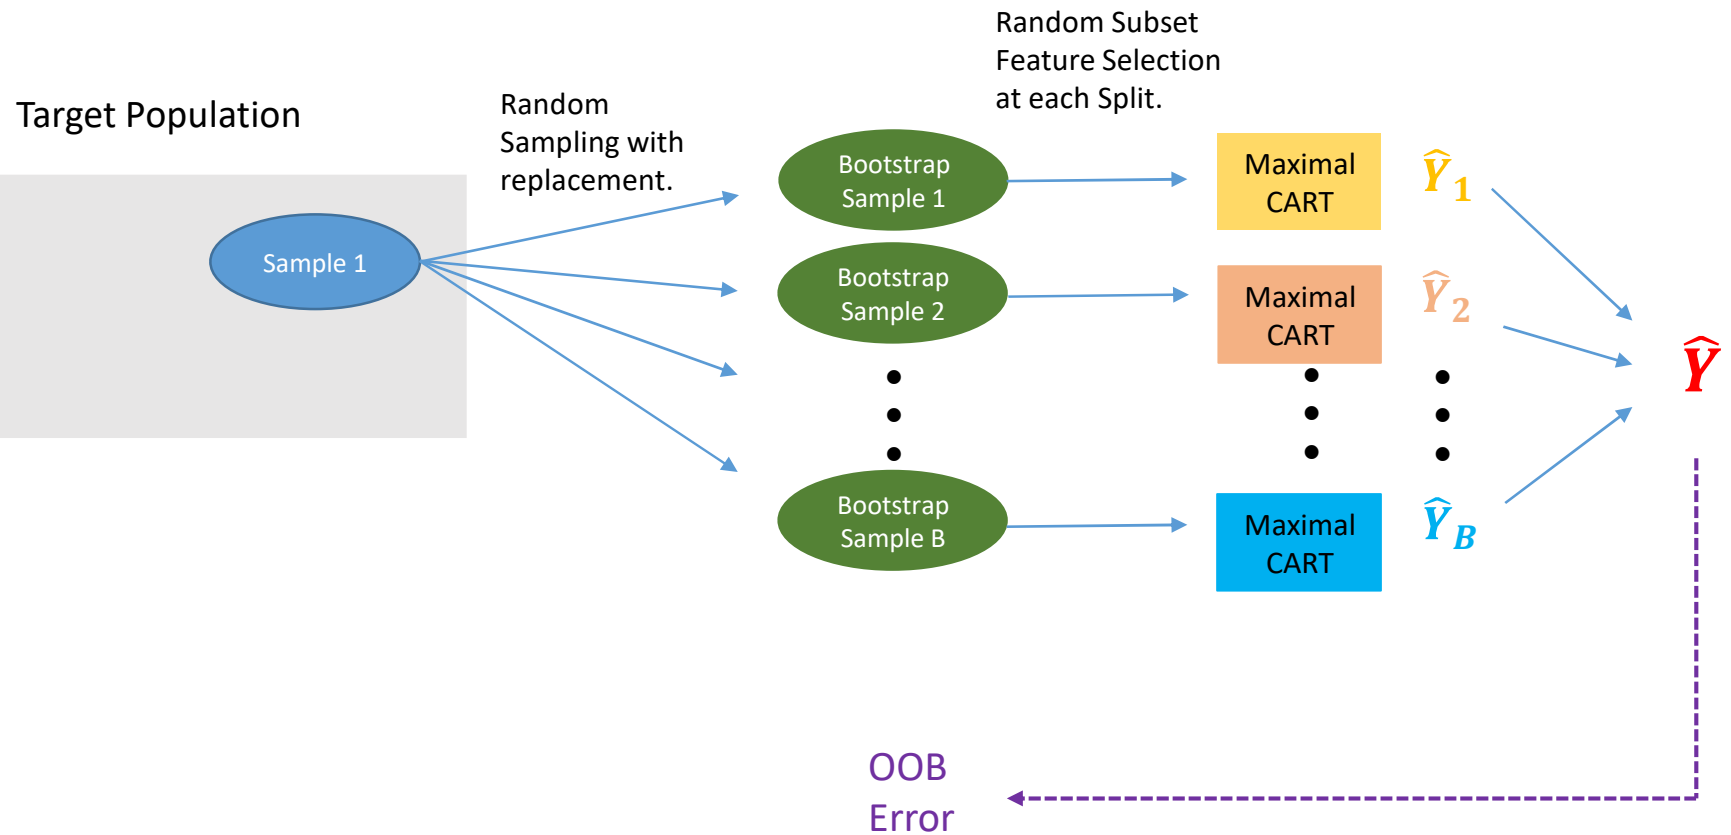 Target Population
Sample 1
Random
Sampling with
replacement.
Random Subset
Feature Selection
at each Split.
Bootstrap
Sample 1
Maximal
CART
Ŷ₁
Bootstrap
Sample 2
Maximal
CART
Ŷ₂
Ŷ
Bootstrap
Sample B
Maximal
CART
Ŷ_B
OOB
Error